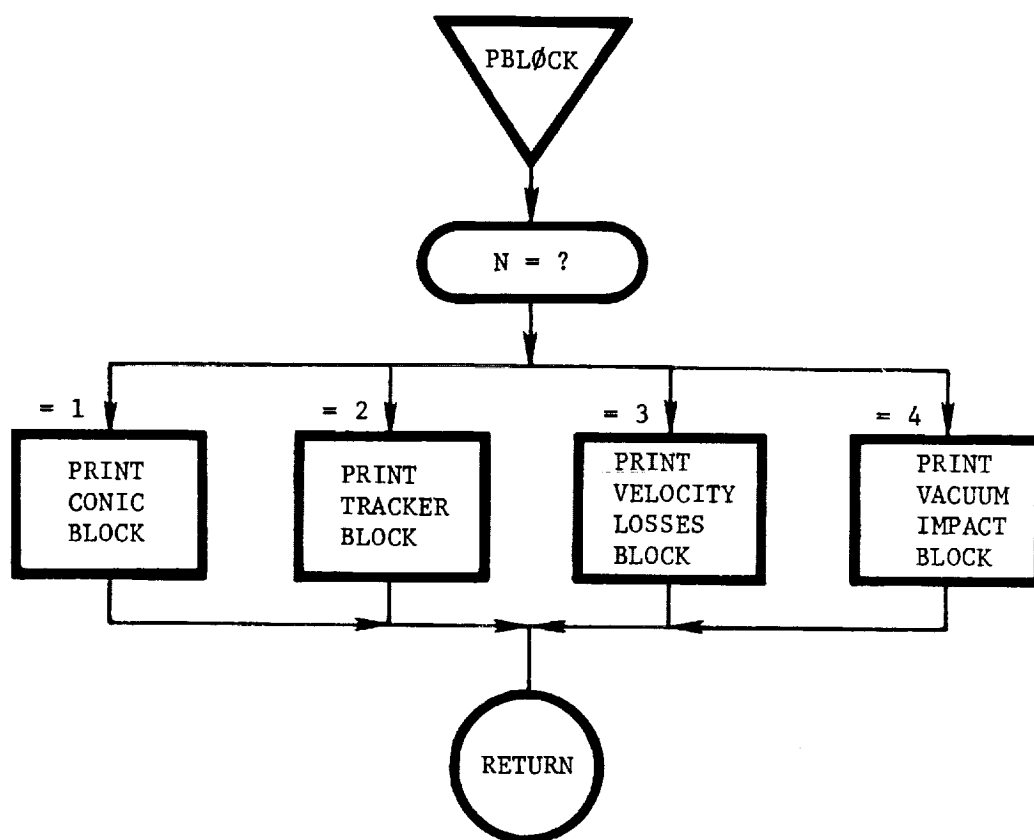 PBLØCK
N = ?
= 1
= 2
= 3
= 4
PRINT
CONIC
BLOCK
PRINT
TRACKER
BLOCK
PRINT
VELOCITY
LOSSES
BLOCK
PRINT
VACUUM
IMPACT
BLOCK
RETURN